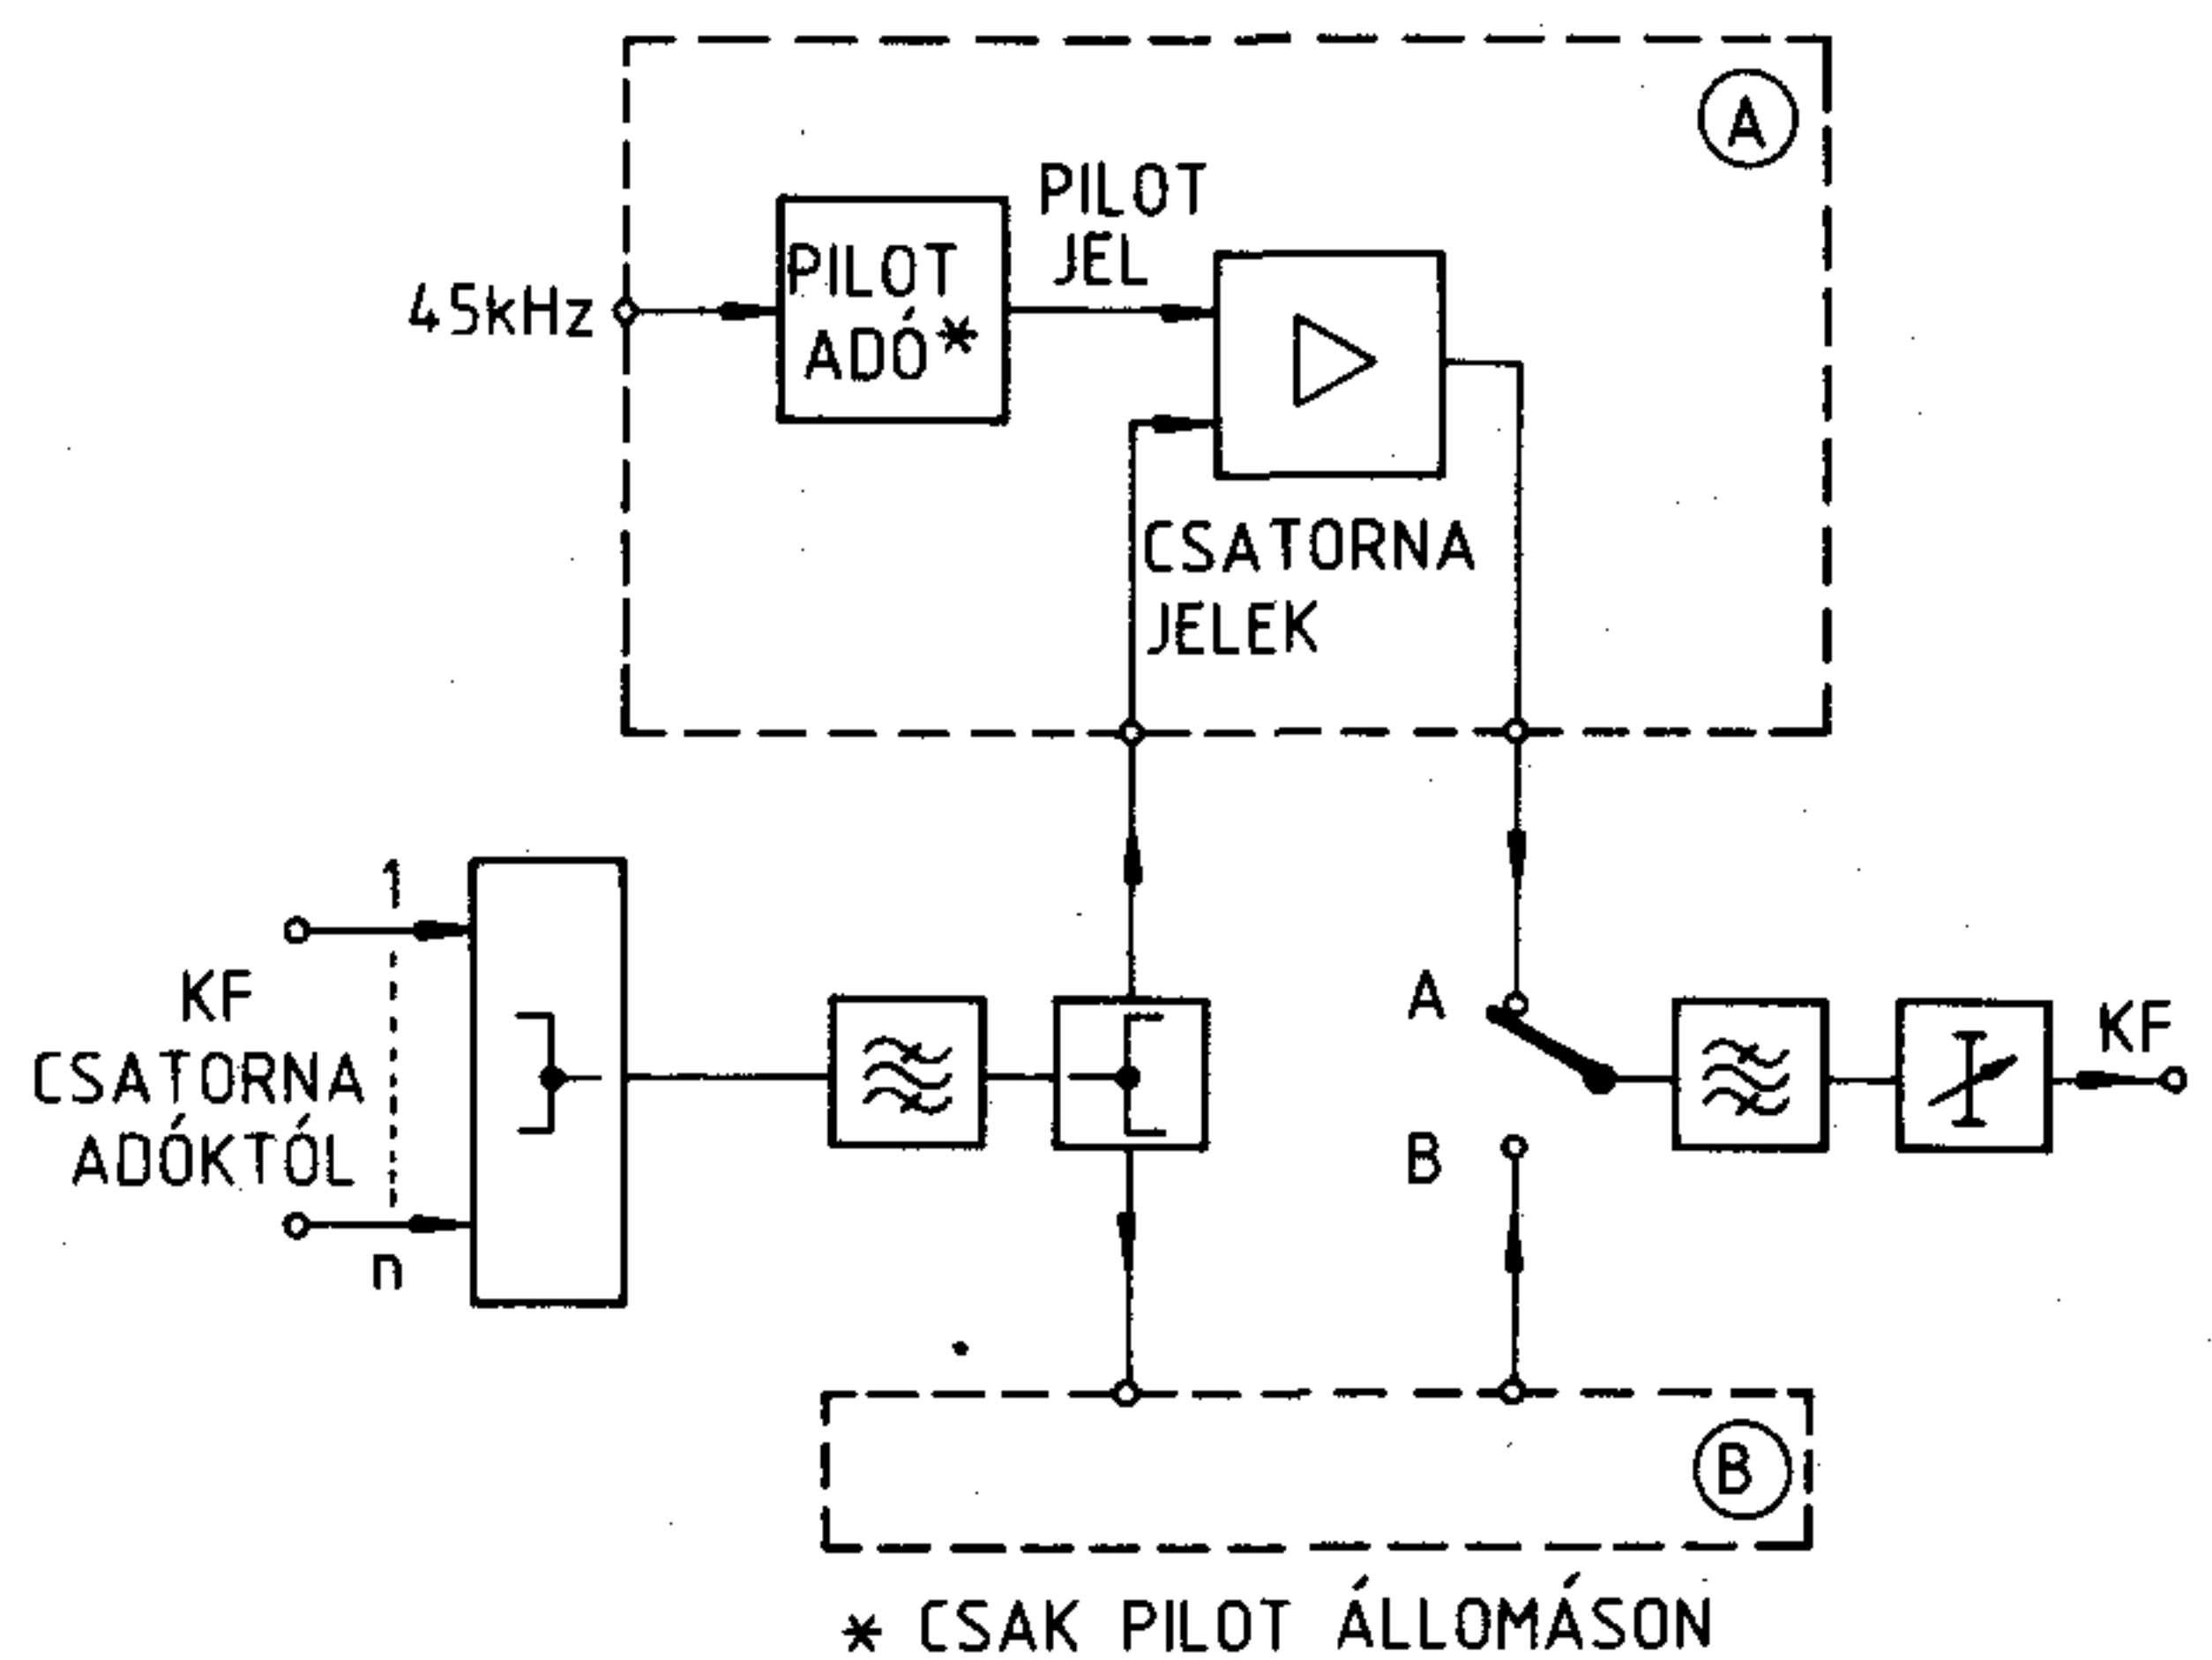 A
PILOT
JEL
PILOT
ADÓ*
45kHz
CSATORNA
JELEK
1
KF
CSATORNA
ADÓKTÓL
n
A
B
KF
B
* CSAK PILOT ÁLLOMÁSON